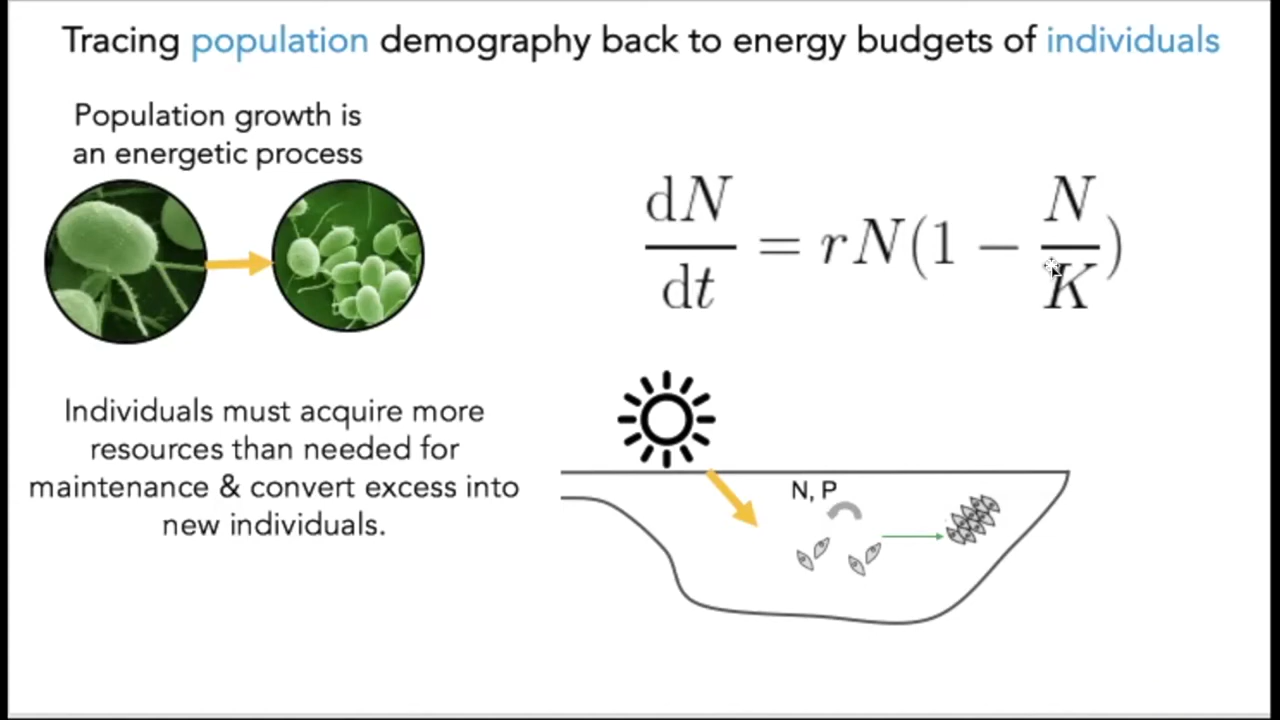 Tracing population demography back to energy budgets of individuals
Population growth is
an energetic process
dN/dt = rN(1 − N/K)
Individuals must acquire more
resources than needed for
maintenance & convert excess into
new individuals.
N, P